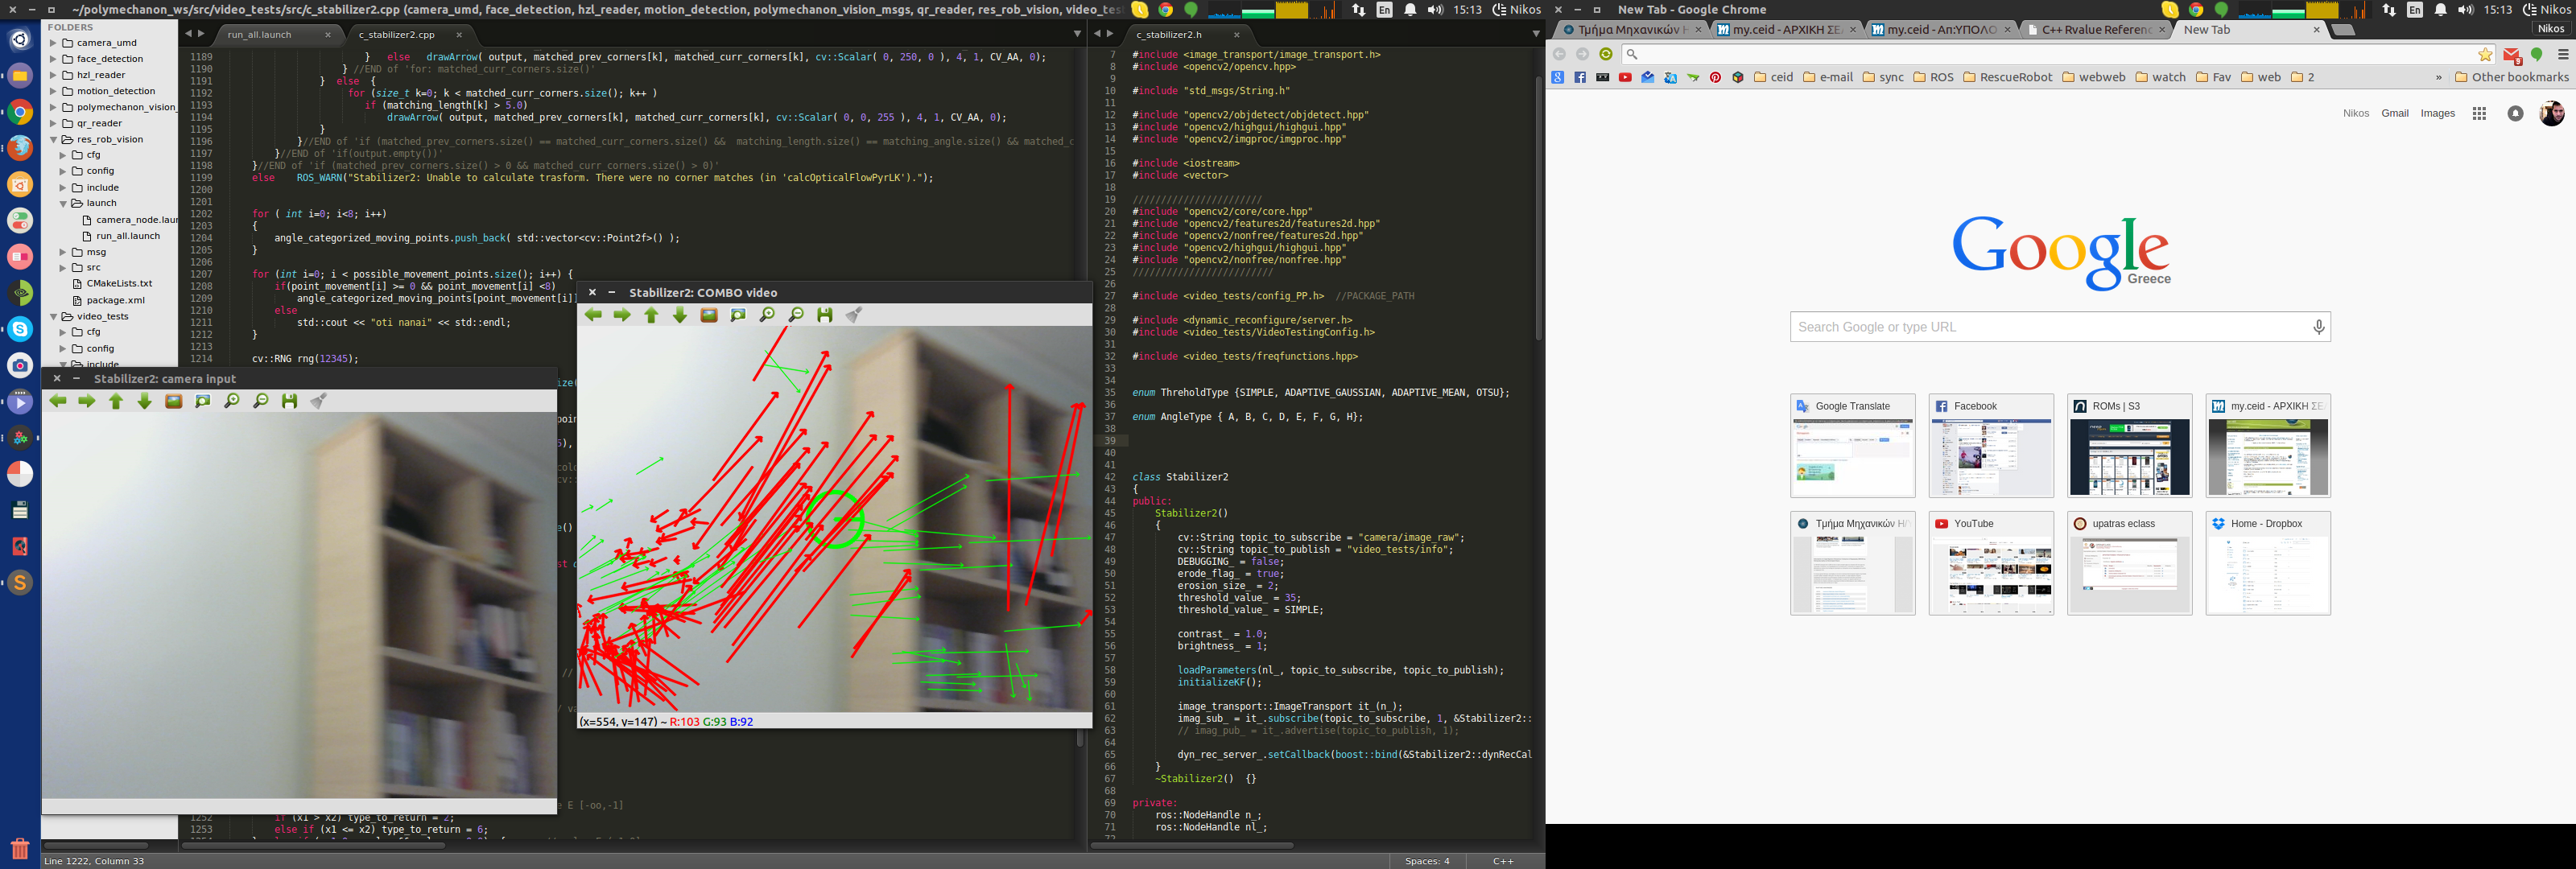 ~/polymechanon_ws/src/video_tests/src/c_stabilizer2.cpp (camera_umd, face_detection, hzl_reader, motion_detection, polymechanon_vision_msgs, qr_reader, res_rob_vision, video_tes
En 15:13 Nikos
New Tab - Google Chrome
En 15:13 Nikos
FOLDERS
camera_umd
face_detection
hzl_reader
motion_detection
polymechanon_vision_
qr_reader
res_rob_vision
cfg
config
include
launch
camera_node.laun
run_all.launch
msg
src
CMakeLists.txt
package.xml
video_tests
cfg
config
include
run_all.launch
c_stabilizer2.cpp
1189 } else drawArrow( output, matched_prev_corners[k], matched_curr_corners[k], cv::Scalar( 0, 250, 0 ), 4, 1, CV_AA, 0);
1190 } //END of 'for: matched_curr_corners.size()'
1191 } else {
1192 for (size_t k=0; k < matched_curr_corners.size(); k++ )
1193 if (matching_length[k] > 5.0)
1194 drawArrow( output, matched_prev_corners[k], matched_curr_corners[k], cv::Scalar( 0, 0, 255 ), 4, 1, CV_AA, 0);
1195 }
1196 }//END of 'if (matched_prev_corners.size() == matched_curr_corners.size() && matching_length.size() == matching_angle.size() && matched_c
1197 }//END of 'if(output.empty())'
1198 }//END of 'if (matched_prev_corners.size() > 0 && matched_curr_corners.size() > 0)'
1199 else ROS_WARN("Stabilizer2: Unable to calculate trasform. There were no corner matches (in 'calcOpticalFlowPyrLK').");
1200
1201
1202 for ( int i=0; i<8; i++)
1203 {
1204 angle_categorized_moving_points.push_back( std::vector<cv::Point2f>() );
1205 }
1206
1207 for (int i=0; i < possible_movement_points.size(); i++) {
1208 if(point_movement[i] >= 0 && point_movement[i] <8)
1209 angle_categorized_moving_points[point_movement[i]]
1210 else
1211 std::cout << "oti nanai" << std::endl;
1212 }
1213
1214 cv::RNG rng(12345);
E [-oo,-1]
1252 if (x1 > x2) type_to_return = 2;
1253 else if (x1 <= x2) type_to_return = 6;
Stabilizer2: camera input
Stabilizer2: COMBO video
(x=554, y=147) ~ R:103 G:93 B:92
c_stabilizer2.h
7 #include <image_transport/image_transport.h>
8 #include <opencv2/opencv.hpp>
9
10 #include "std_msgs/String.h"
11
12 #include "opencv2/objdetect/objdetect.hpp"
13 #include "opencv2/highgui/highgui.hpp"
14 #include "opencv2/imgproc/imgproc.hpp"
15
16 #include <iostream>
17 #include <vector>
18
19 ///////////////////////
20 #include "opencv2/core/core.hpp"
21 #include "opencv2/features2d/features2d.hpp"
22 #include "opencv2/nonfree/features2d.hpp"
23 #include "opencv2/highgui/highgui.hpp"
24 #include "opencv2/nonfree/nonfree.hpp"
25 /////////////////////////
26
27 #include <video_tests/config_PP.h> //PACKAGE_PATH
28
29 #include <dynamic_reconfigure/server.h>
30 #include <video_tests/VideoTestingConfig.h>
31
32 #include <video_tests/freqfunctions.hpp>
33
34
35 enum ThreholdType {SIMPLE, ADAPTIVE_GAUSSIAN, ADAPTIVE_MEAN, OTSU};
36
37 enum AngleType { A, B, C, D, E, F, G, H};
38
39
40
41
42 class Stabilizer2
43 {
44 public:
45 Stabilizer2()
46 {
47 cv::String topic_to_subscribe = "camera/image_raw";
48 cv::String topic_to_publish = "video_tests/info";
49 DEBUGGING_ = false;
50 erode_flag_ = true;
51 erosion_size_ = 2;
52 threshold_value_ = 35;
53 threshold_value_ = SIMPLE;
54
55 contrast_ = 1.0;
56 brightness_ = 1;
57
58 loadParameters(nl_, topic_to_subscribe, topic_to_publish);
59 initializeKF();
60
61 image_transport::ImageTransport it_(n_);
62 imag_sub_ = it_.subscribe(topic_to_subscribe, 1, &Stabilizer2::
63 // imag_pub_ = it_.advertise(topic_to_publish, 1);
64
65 dyn_rec_server_.setCallback(boost::bind(&Stabilizer2::dynRecCal
66 }
67 ~Stabilizer2() {}
68
69 private:
70 ros::NodeHandle n_;
71 ros::NodeHandle nl_;
72
Line 1222, Column 33
Spaces: 4 C++
Τμήμα Μηχανικών Η
my.ceid - ΑΡΧΙΚΗ ΣΕΛ
my.ceid - Απ:ΥΠΟΛΟ
C++ Rvalue Referenc
New Tab
Nikos
ceid e-mail sync ROS RescueRobot webweb watch Fav web 2 » Other bookmarks
Nikos Gmail Images
Google
Greece
Search Google or type URL
Google Translate
Facebook
ROMs | S3
my.ceid - ΑΡΧΙΚΗ ΣΕΛ
Τμήμα Μηχανικών Η/
YouTube
upatras eclass
Home - Dropbox